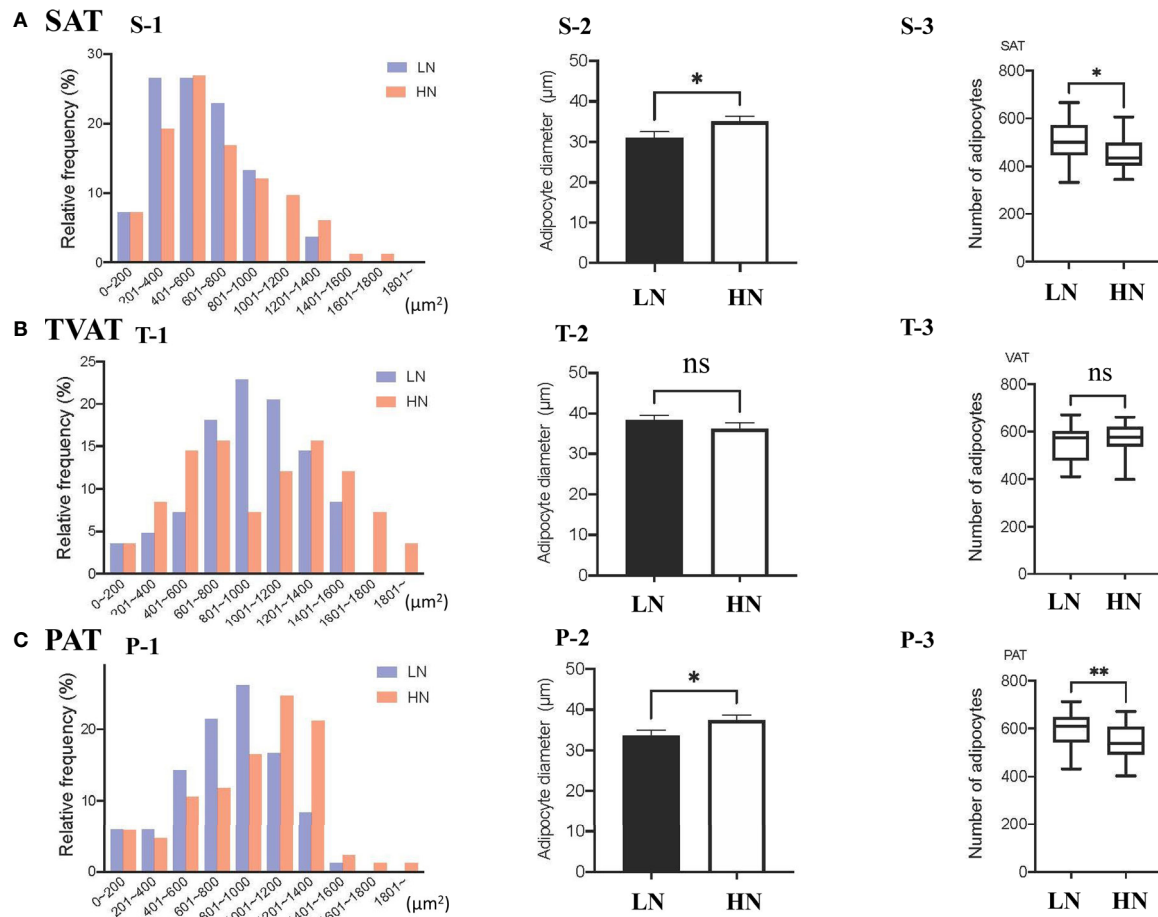 A SAT S-1
30
20
10
0
Relative frequency (%)
LN
HN
0~200
201~400
401~600
601~800
801~1000
1001~1200
1201~1400
1401~1600
1601~1800
1801~
(μm²)
S-2
50
40
30
20
10
0
Adipocyte diameter (μm)
*
LN HN
S-3
SAT
800
600
400
200
0
Number of adipocytes
*
LN HN
B TVAT T-1
25
20
15
10
5
0
Relative frequency (%)
LN
HN
0~200
201~400
401~600
601~800
801~1000
1001~1200
1201~1400
1401~1600
1601~1800
1801~
(μm²)
T-2
50
40
30
20
10
0
Adipocyte diameter (μm)
ns
LN HN
T-3
VAT
800
600
400
200
0
Number of adipocytes
ns
LN HN
C PAT P-1
20
10
0
Relative frequency (%)
LN
HN
0~200
201~400
401~600
601~800
801~1000
1001~1200
1201~1400
1401~1600
1601~1800
1801~
(μm²)
P-2
50
40
30
20
10
0
Adipocyte diameter (μm)
*
LN HN
P-3
PAT
800
600
400
200
0
Number of adipocytes
**
LN HN